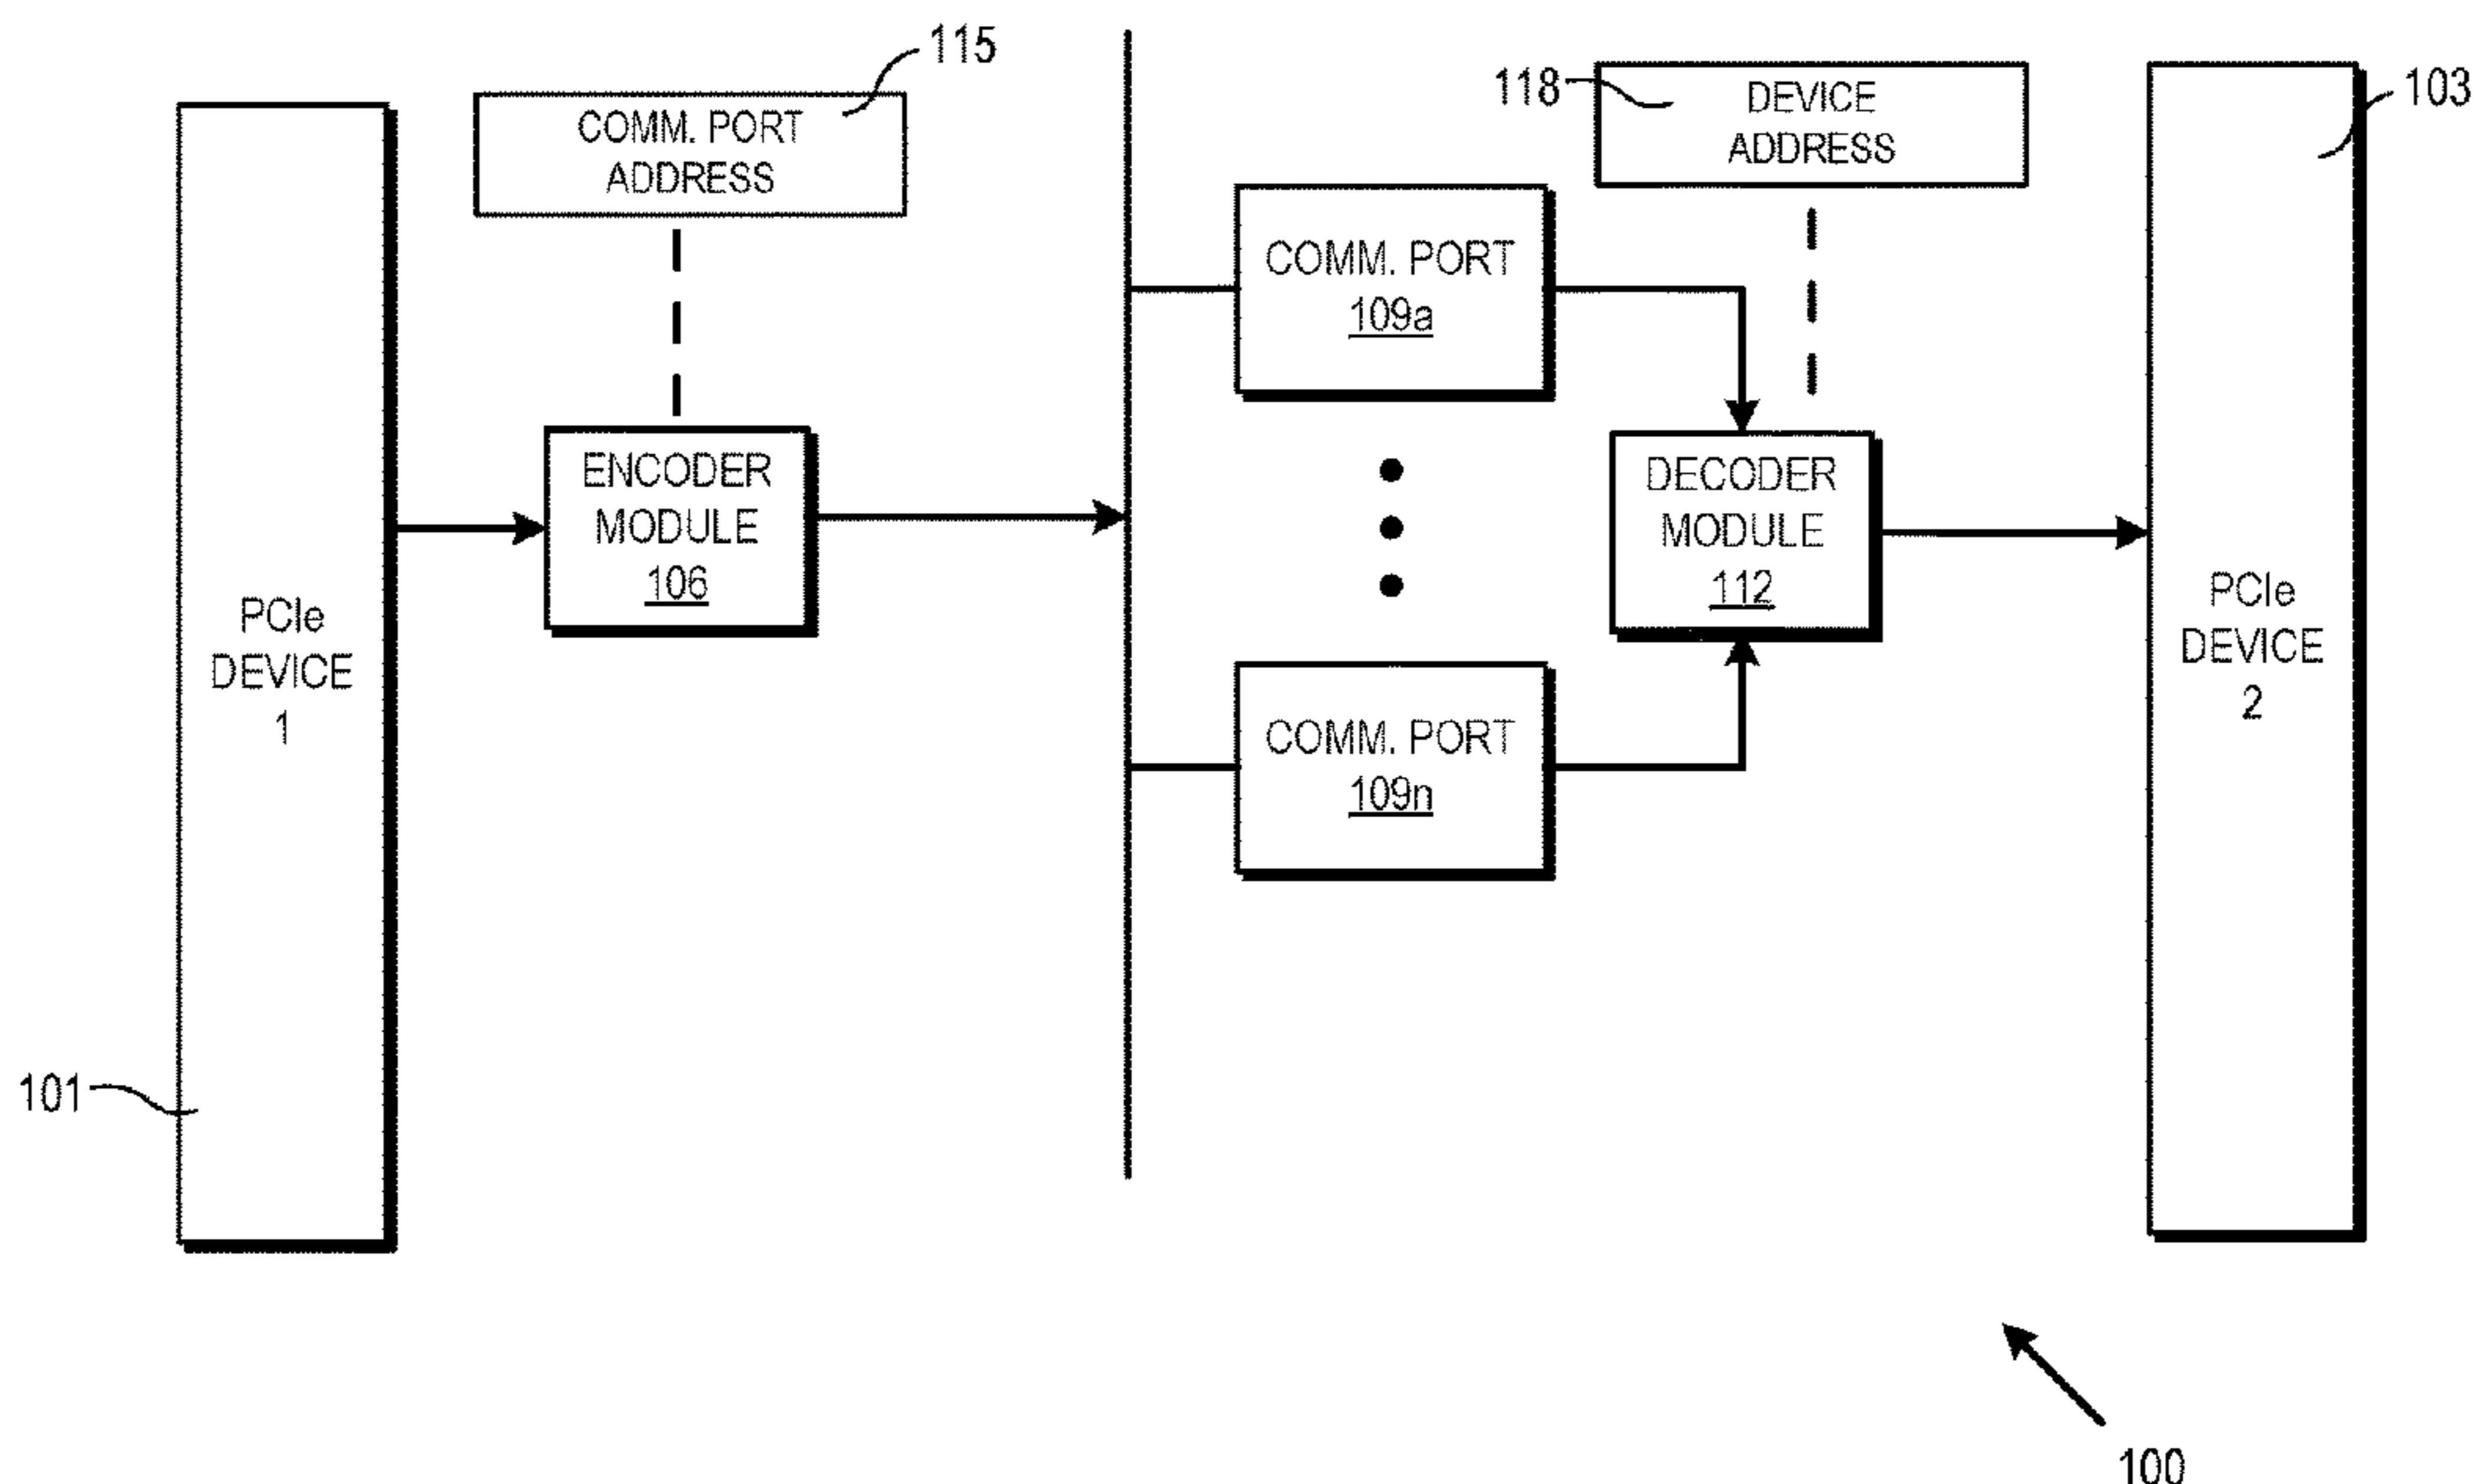 115
COMM. PORT
ADDRESS
118
DEVICE
ADDRESS
103
COMM. PORT
109a
ENCODER
MODULE
106
DECODER
MODULE
112
PCIe
DEVICE
1
PCIe
DEVICE
2
COMM. PORT
109n
101
100